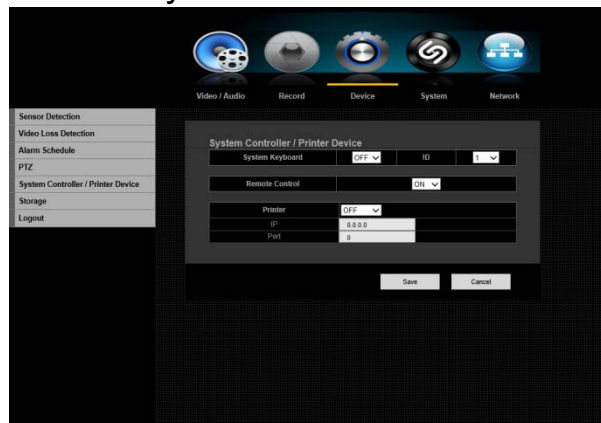 Video / Audio Record Device System Network
Sensor Detection
Video Loss Detection
Alarm Schedule
PTZ
System Controller / Printer Device
Storage
Logout
System Controller / Printer Device
System Keyboard OFF ID 1
Remote Control ON
Printer OFF
IP 0.0.0.0
Port 0
Save Cancel